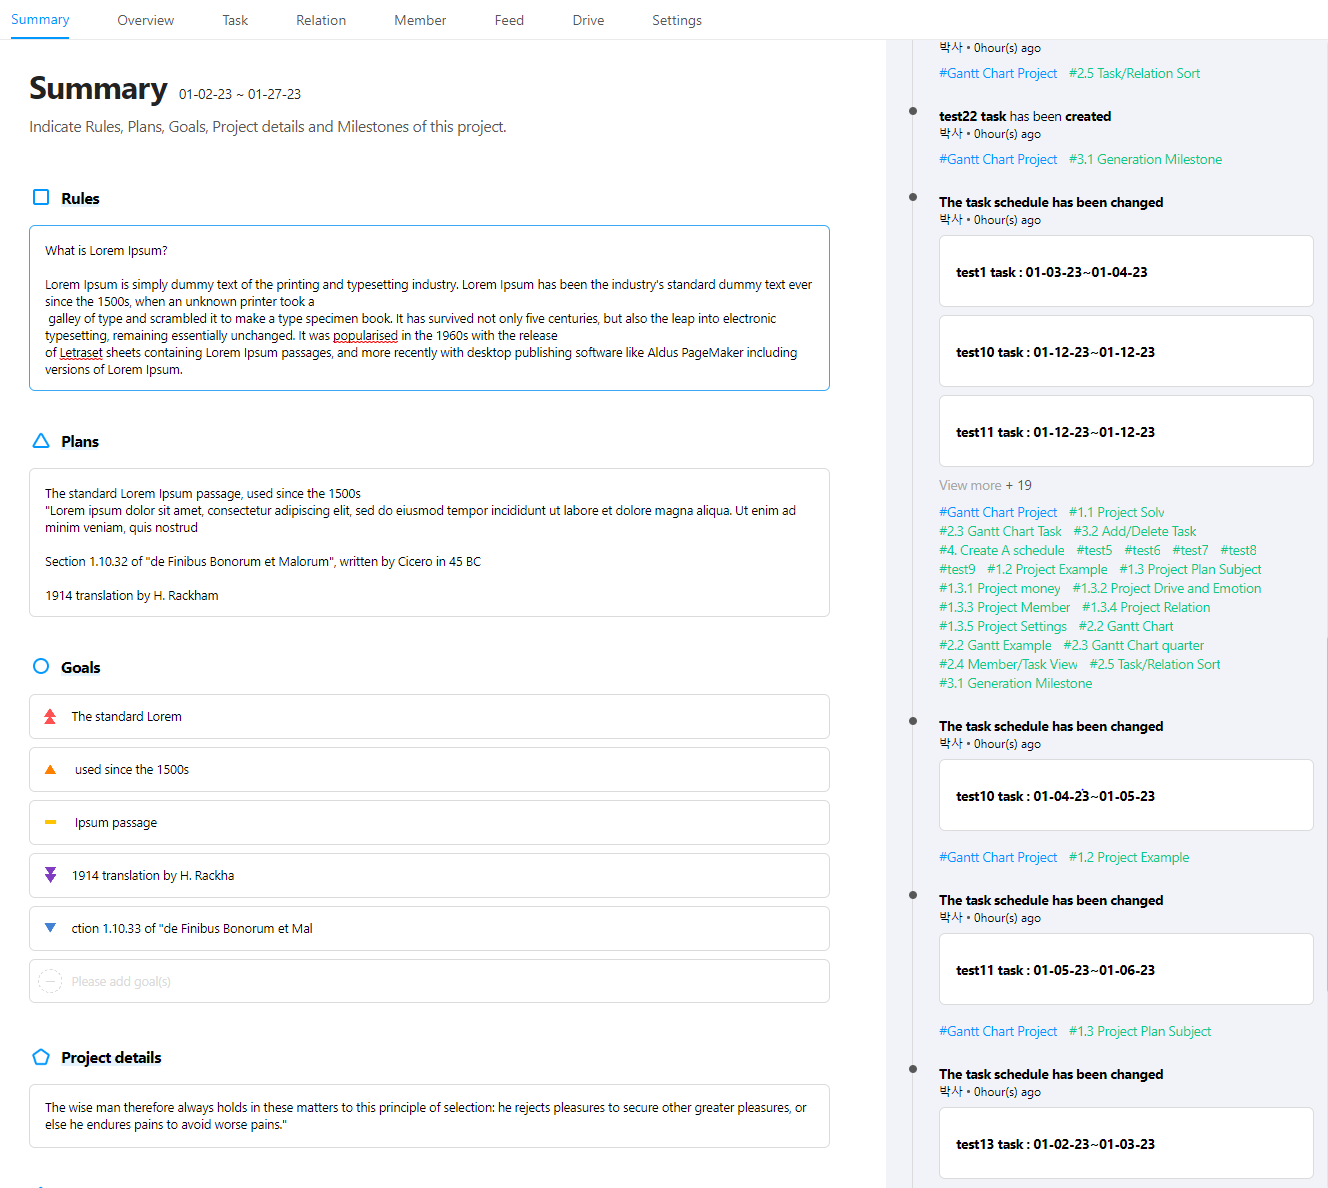 Summary Overview Task Relation Member Feed Drive Settings
Summary 01-02-23 ~ 01-27-23
Indicate Rules, Plans, Goals, Project details and Milestones of this project.
Rules
What is Lorem Ipsum?
Lorem Ipsum is simply dummy text of the printing and typesetting industry. Lorem Ipsum has been the industry's standard dummy text ever
since the 1500s, when an unknown printer took a
galley of type and scrambled it to make a type specimen book. It has survived not only five centuries, but also the leap into electronic
typesetting, remaining essentially unchanged. It was popularised in the 1960s with the release
of Letraset sheets containing Lorem Ipsum passages, and more recently with desktop publishing software like Aldus PageMaker including
versions of Lorem Ipsum.
Plans
The standard Lorem Ipsum passage, used since the 1500s
"Lorem ipsum dolor sit amet, consectetur adipiscing elit, sed do eiusmod tempor incididunt ut labore et dolore magna aliqua. Ut enim ad
minim veniam, quis nostrud
Section 1.10.32 of "de Finibus Bonorum et Malorum", written by Cicero in 45 BC
1914 translation by H. Rackham
Goals
The standard Lorem
used since the 1500s
Ipsum passage
1914 translation by H. Rackha
ction 1.10.33 of "de Finibus Bonorum et Mal
Please add goal(s)
Project details
The wise man therefore always holds in these matters to this principle of selection: he rejects pleasures to secure other greater pleasures, or
else he endures pains to avoid worse pains."
박사 • 0hour(s) ago
#Gantt Chart Project #2.5 Task/Relation Sort
test22 task has been created
박사 • 0hour(s) ago
#Gantt Chart Project #3.1 Generation Milestone
The task schedule has been changed
박사 • 0hour(s) ago
test1 task : 01-03-23~01-04-23
test10 task : 01-12-23~01-12-23
test11 task : 01-12-23~01-12-23
View more + 19
#Gantt Chart Project #1.1 Project Solv
#2.3 Gantt Chart Task #3.2 Add/Delete Task
#4. Create A schedule #test5 #test6 #test7 #test8
#test9 #1.2 Project Example #1.3 Project Plan Subject
#1.3.1 Project money #1.3.2 Project Drive and Emotion
#1.3.3 Project Member #1.3.4 Project Relation
#1.3.5 Project Settings #2.2 Gantt Chart
#2.2 Gantt Example #2.3 Gantt Chart quarter
#2.4 Member/Task View #2.5 Task/Relation Sort
#3.1 Generation Milestone
The task schedule has been changed
박사 • 0hour(s) ago
test10 task : 01-04-23~01-05-23
#Gantt Chart Project #1.2 Project Example
The task schedule has been changed
박사 • 0hour(s) ago
test11 task : 01-05-23~01-06-23
#Gantt Chart Project #1.3 Project Plan Subject
The task schedule has been changed
박사 • 0hour(s) ago
test13 task : 01-02-23~01-03-23